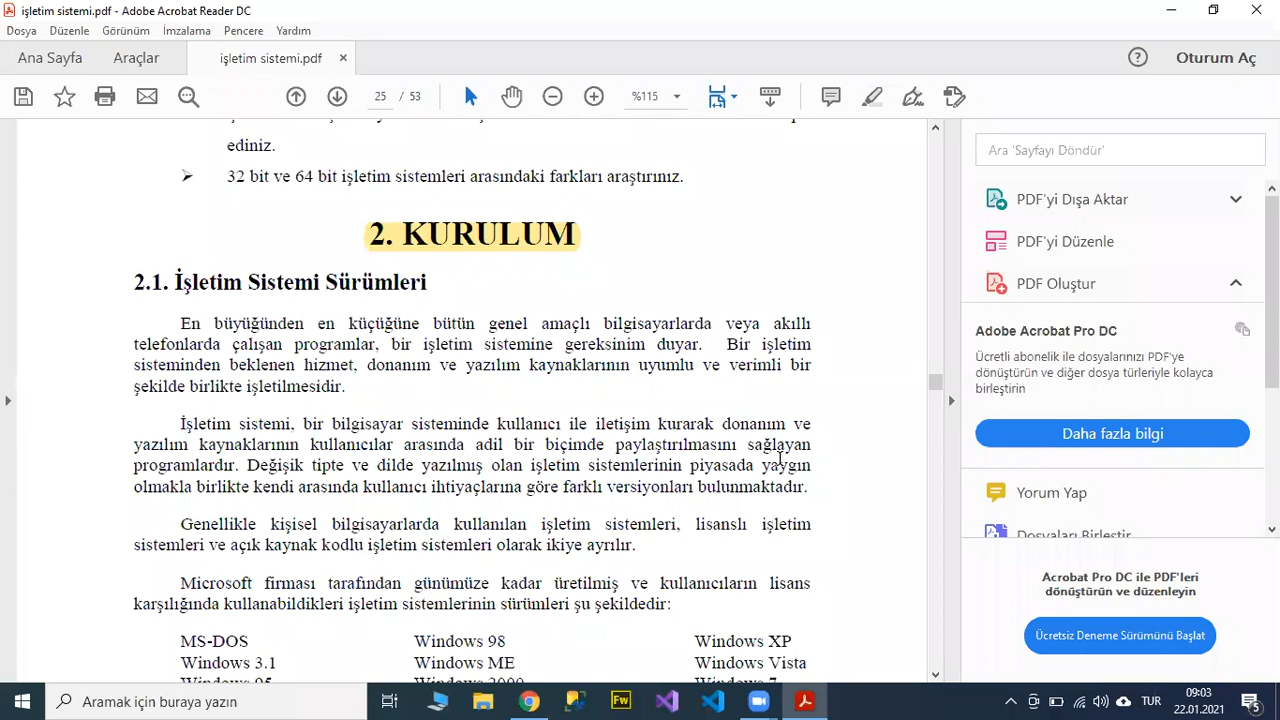 işletim sistemi.pdf - Adobe Acrobat Reader DC
Dosya Düzenle Görünüm İmzalama Pencere Yardım
Ana Sayfa Araçlar işletim sistemi.pdf × Oturum Aç
25 / 53 %115
ediniz.
32 bit ve 64 bit işletim sistemleri arasındaki farkları araştırınız.
2. KURULUM
2.1. İşletim Sistemi Sürümleri
En büyüğünden en küçüğüne bütün genel amaçlı bilgisayarlarda veya akıllı
telefonlarda çalışan programlar, bir işletim sistemine gereksinim duyar. Bir işletim
sisteminden beklenen hizmet, donanım ve yazılım kaynaklarının uyumlu ve verimli bir
şekilde birlikte işletilmesidir.
İşletim sistemi, bir bilgisayar sisteminde kullanıcı ile iletişim kurarak donanım ve
yazılım kaynaklarının kullanıcılar arasında adil bir biçimde paylaştırılmasını sağlayan
programlardır. Değişik tipte ve dilde yazılmış olan işletim sistemlerinin piyasada yaygın
olmakla birlikte kendi arasında kullanıcı ihtiyaçlarına göre farklı versiyonları bulunmaktadır.
Genellikle kişisel bilgisayarlarda kullanılan işletim sistemleri, lisanslı işletim
sistemleri ve açık kaynak kodlu işletim sistemleri olarak ikiye ayrılır.
Microsoft firması tarafından günümüze kadar üretilmiş ve kullanıcıların lisans
karşılığında kullanabildikleri işletim sistemlerinin sürümleri şu şekildedir:
MS-DOS Windows 98 Windows XP
Windows 3.1 Windows ME Windows Vista
Windows 95 Windows 2000 Windows 7
Ara 'Sayfayı Döndür'
PDF'yi Dışa Aktar
PDF'yi Düzenle
PDF Oluştur
Adobe Acrobat Pro DC
Ücretli abonelik ile dosyalarınızı PDF'ye
dönüştürün ve diğer dosya türleriyle kolayca
birleştirin
Daha fazla bilgi
Yorum Yap
Dosyaları Birleştir
Acrobat Pro DC ile PDF'leri
dönüştürün ve düzenleyin
Ücretsiz Deneme Sürümünü Başlat
Aramak için buraya yazın
Fw
TUR
09:03
22.01.2021
5